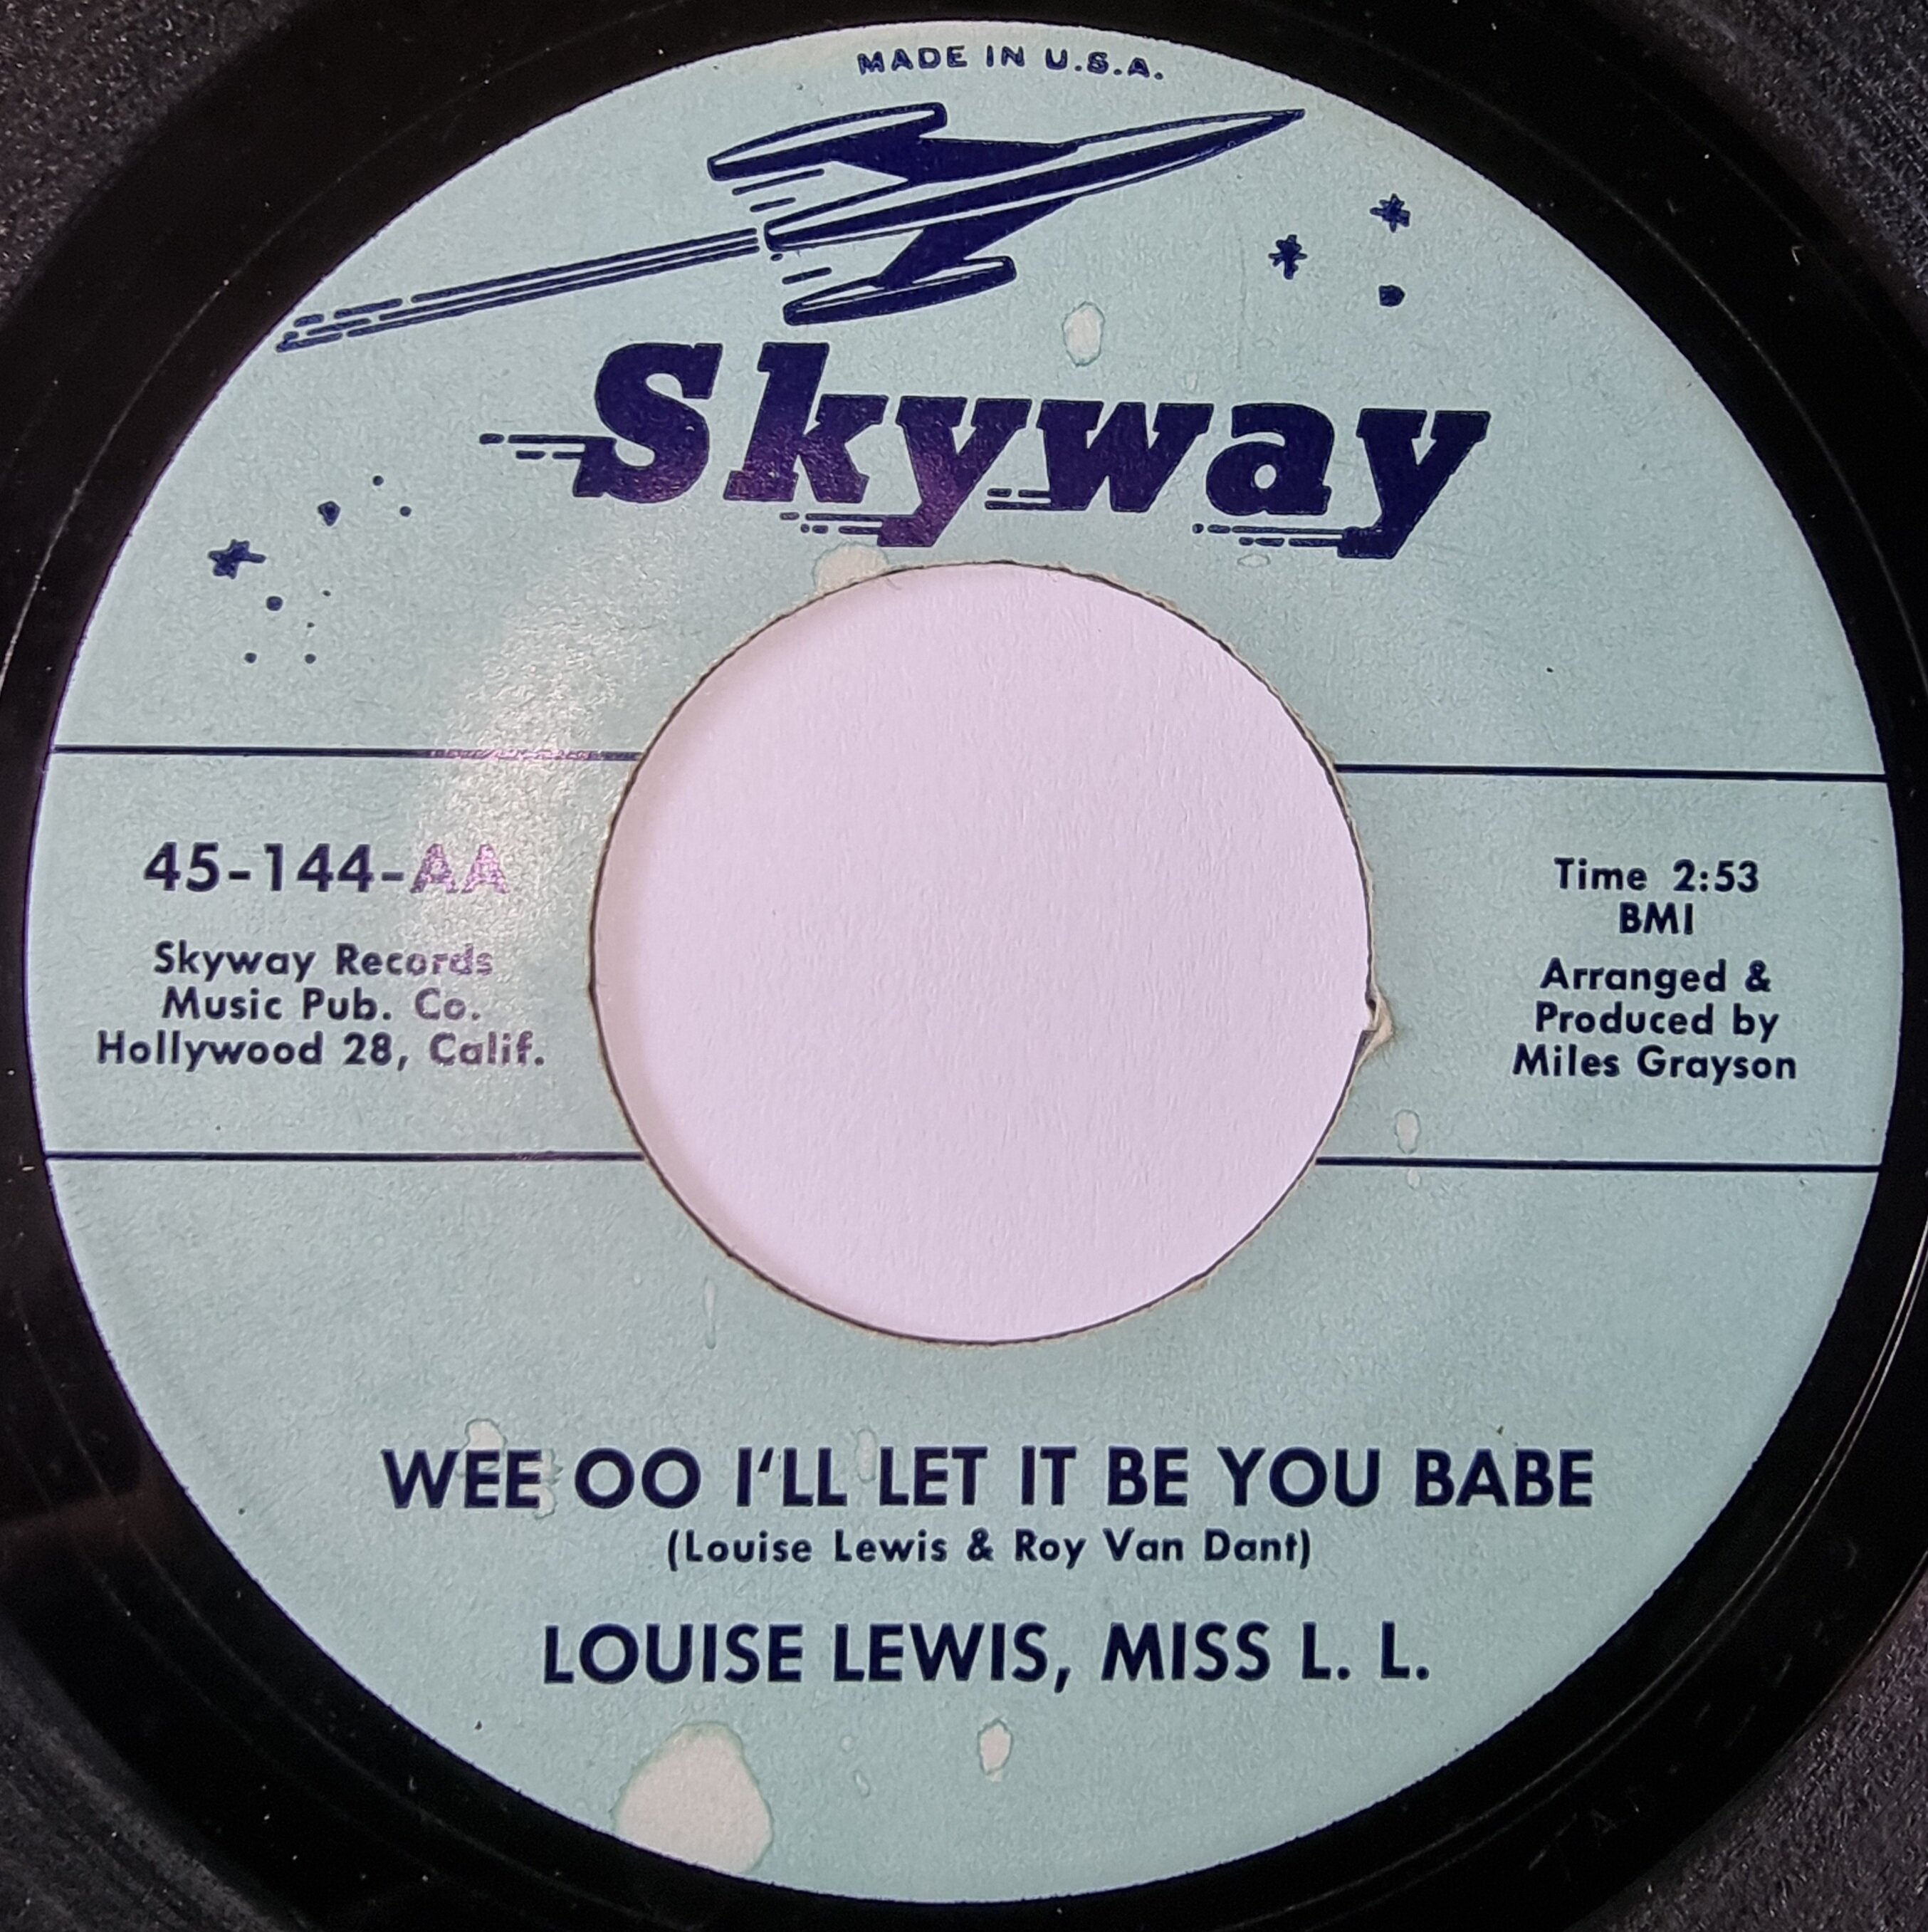 MADE IN U.S.A.
Skyway
45-144-AA
Skyway Records
Music Pub. Co.
Hollywood 28, Calif.
Time 2:53
BMI
Arranged &
Produced by
Miles Grayson
WEE OO I'LL LET IT BE YOU BABE
(Louise Lewis & Roy Van Dant)
LOUISE LEWIS, MISS L. L.